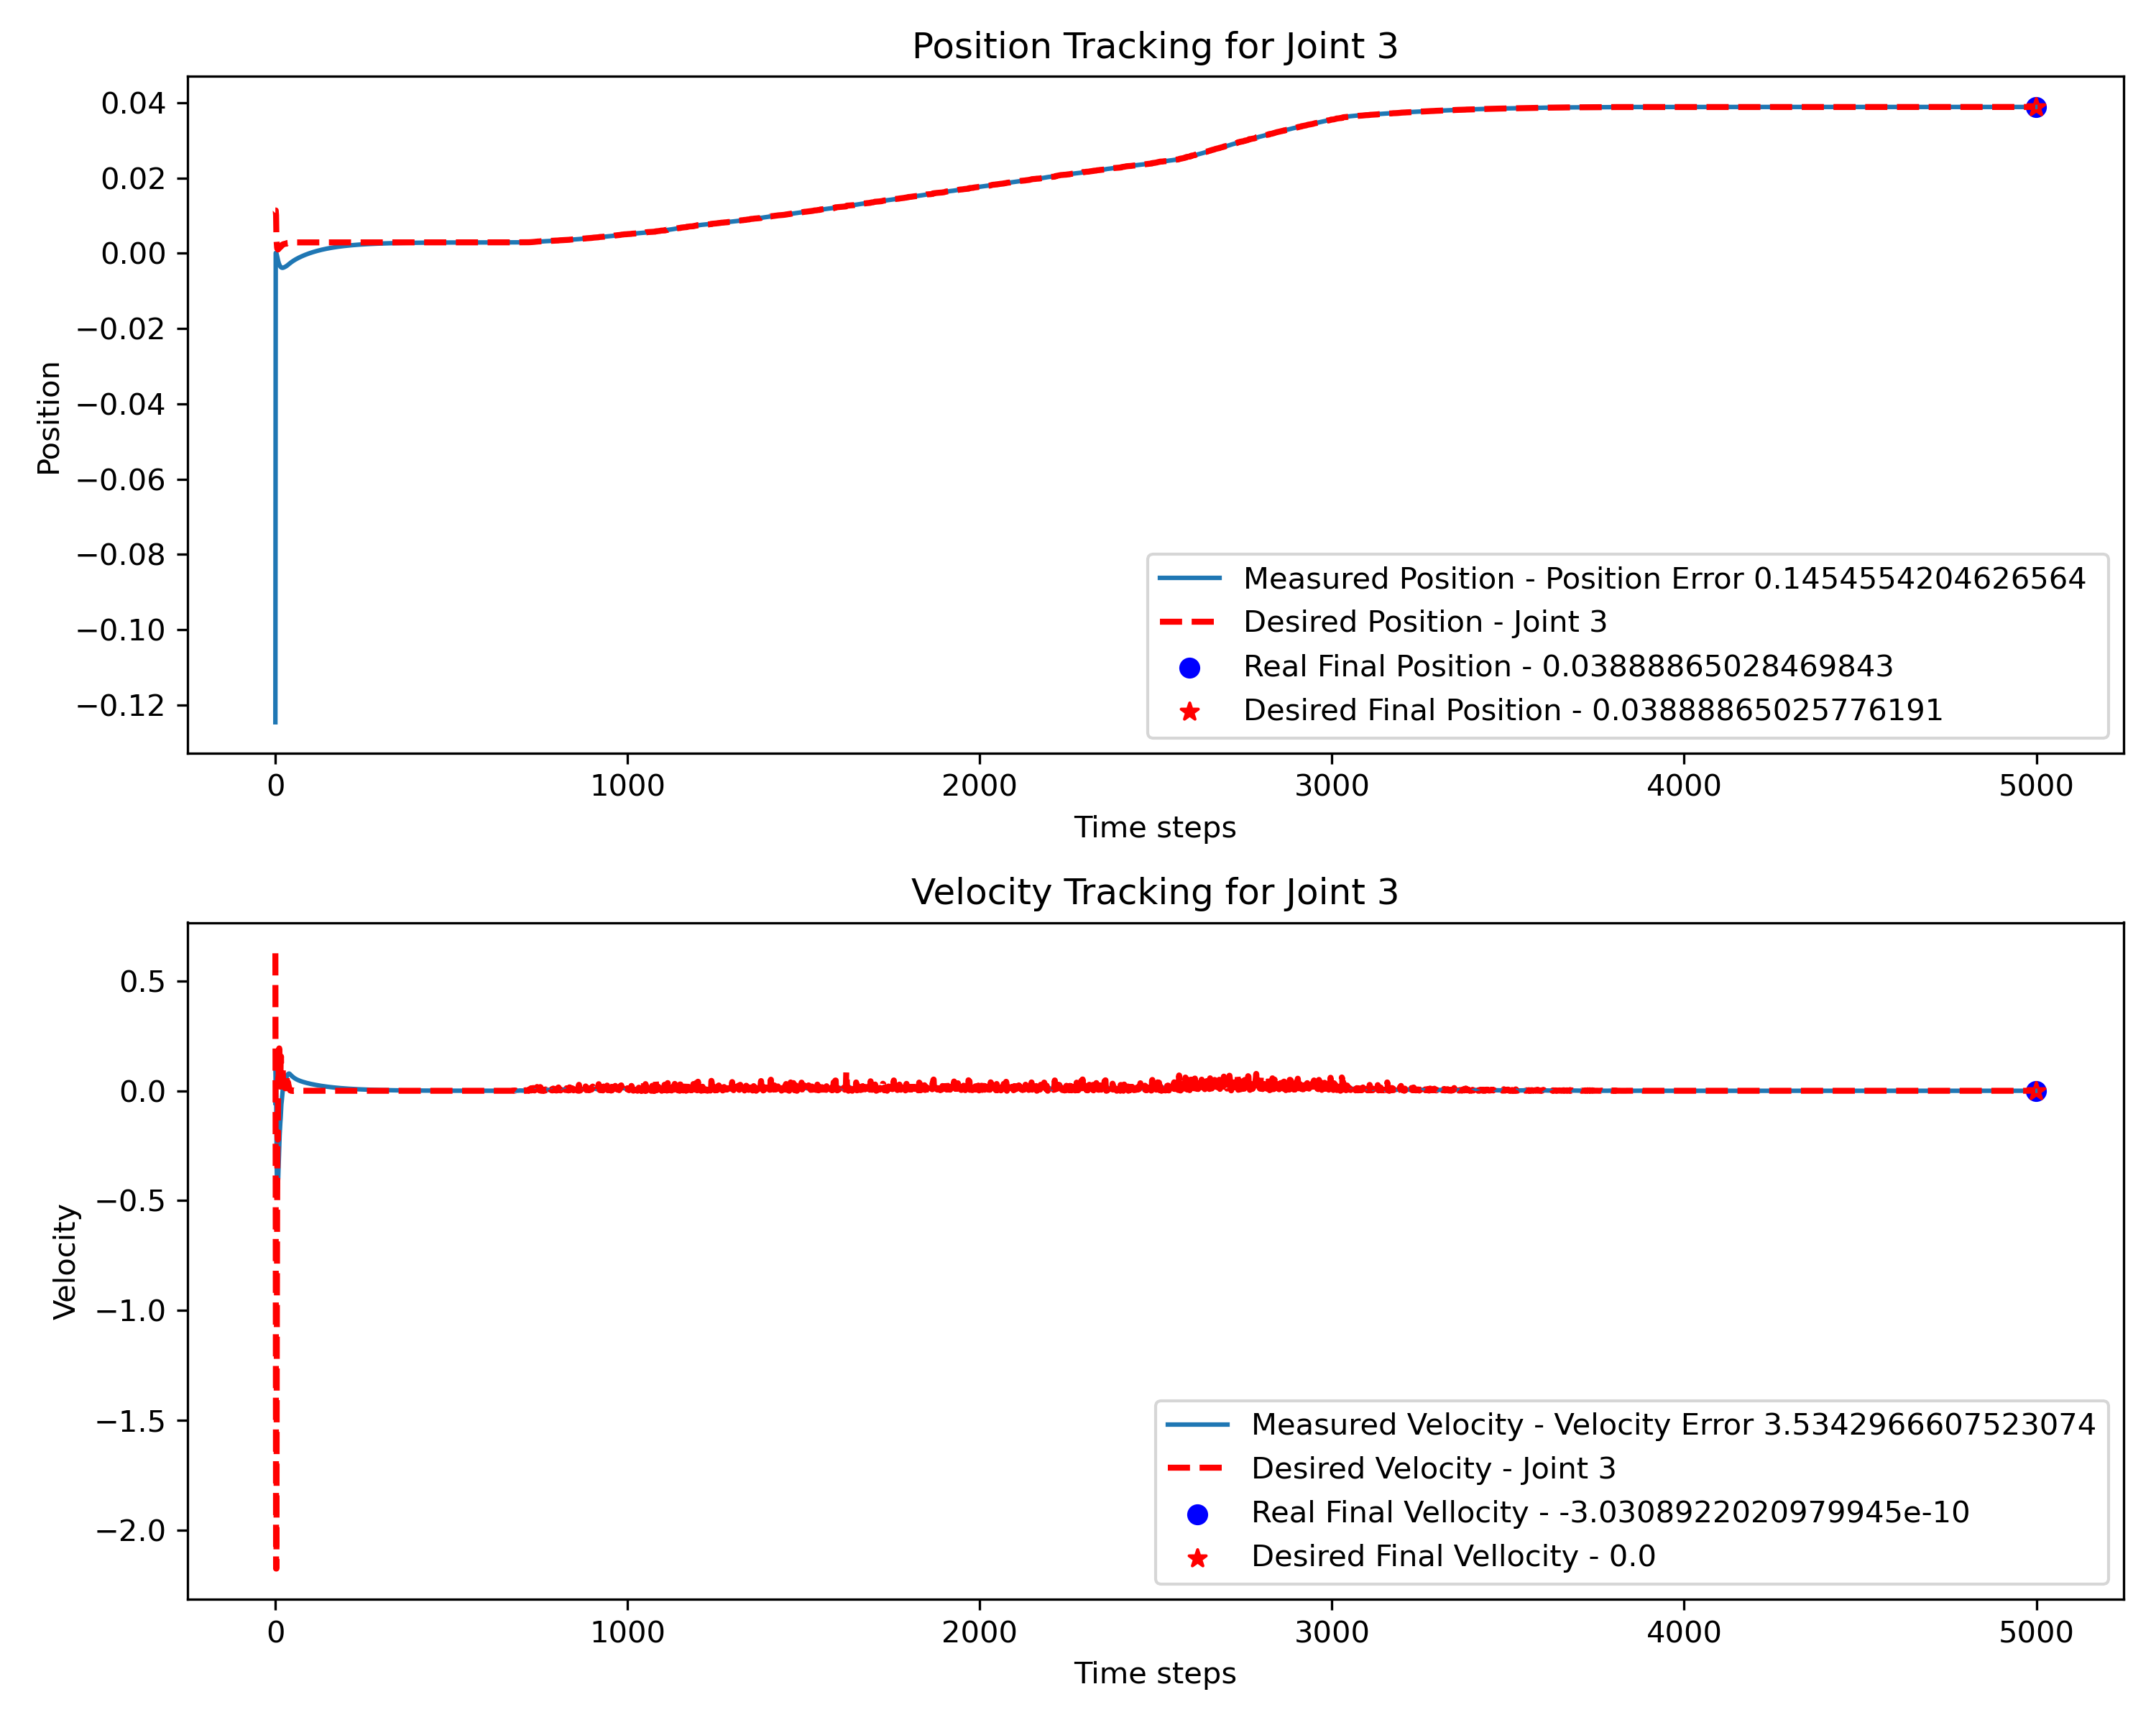 Position Tracking for Joint 3
0.04
0.02
0.00
−0.02
−0.04
−0.06
−0.08
−0.10
−0.12
Position
Measured Position - Position Error 0.1454554204626564
Desired Position - Joint 3
Real Final Position - 0.03888865028469843
Desired Final Position - 0.03888865025776191
0 1000 2000 3000 4000 5000
Time steps
Velocity Tracking for Joint 3
0.5
0.0
−0.5
−1.0
−1.5
−2.0
Velocity
Measured Velocity - Velocity Error 3.5342966607523074
Desired Velocity - Joint 3
Real Final Vellocity - -3.0308922020979945e-10
Desired Final Vellocity - 0.0
0 1000 2000 3000 4000 5000
Time steps